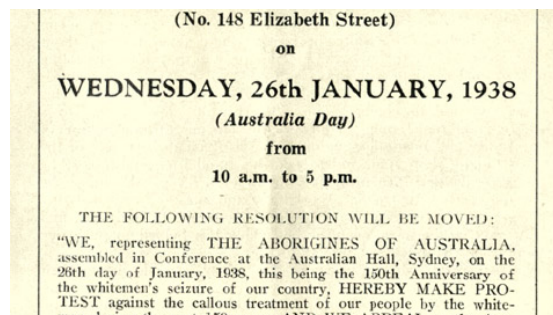 (No. 148 Elizabeth Street)
on
WEDNESDAY, 26th JANUARY, 1938
(Australia Day)
from
10 a.m. to 5 p.m.
THE FOLLOWING RESOLUTION WILL BE MOVED:
"WE, representing THE ABORIGINES OF AUSTRALIA,
assembled in Conference at the Australian Hall, Sydney, on the
26th day of January, 1938, this being the 150th Anniversary of
the whitemen's seizure of our country, HEREBY MAKE PRO-
TEST against the callous treatment of our people by the white-